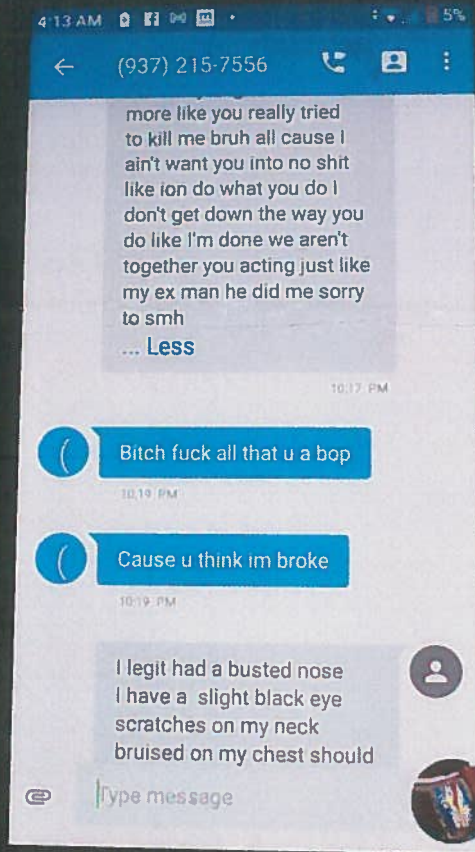 4:13 AM
5%
(937) 215-7556
more like you really tried
to kill me bruh all cause I
ain't want you into no shit
like ion do what you do I
don't get down the way you
do like I'm done we aren't
together you acting just like
my ex man he did me sorry
to smh
... Less
10:17 PM
Bitch fuck all that u a bop
10:19 PM
Cause u think im broke
10:19 PM
I legit had a busted nose
I have a slight black eye
scratches on my neck
bruised on my chest should
Type message